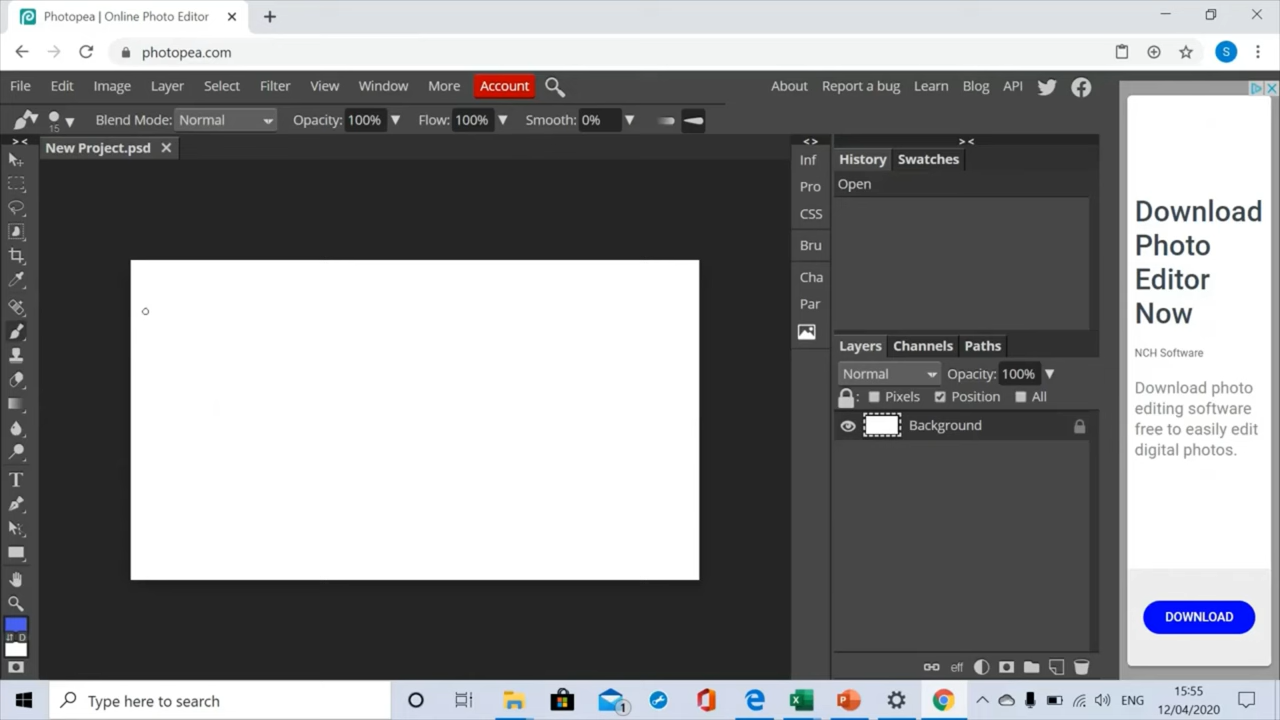 Photopea | Online Photo Editor
photopea.com
S
File Edit Image Layer Select Filter View Window More Account About Report a bug Learn Blog API
15 Blend Mode: Normal Opacity: 100% Flow: 100% Smooth: 0%
New Project.psd
Inf
Pro
CSS
Bru
Cha
Par
History Swatches
Open
Layers Channels Paths
Normal Opacity: 100%
: Pixels Position All
Background
eff
T
D
Download
Photo
Editor
Now
NCH Software
Download photo
editing software
free to easily edit
digital photos.
DOWNLOAD
Type here to search
1
ENG
15:55
12/04/2020